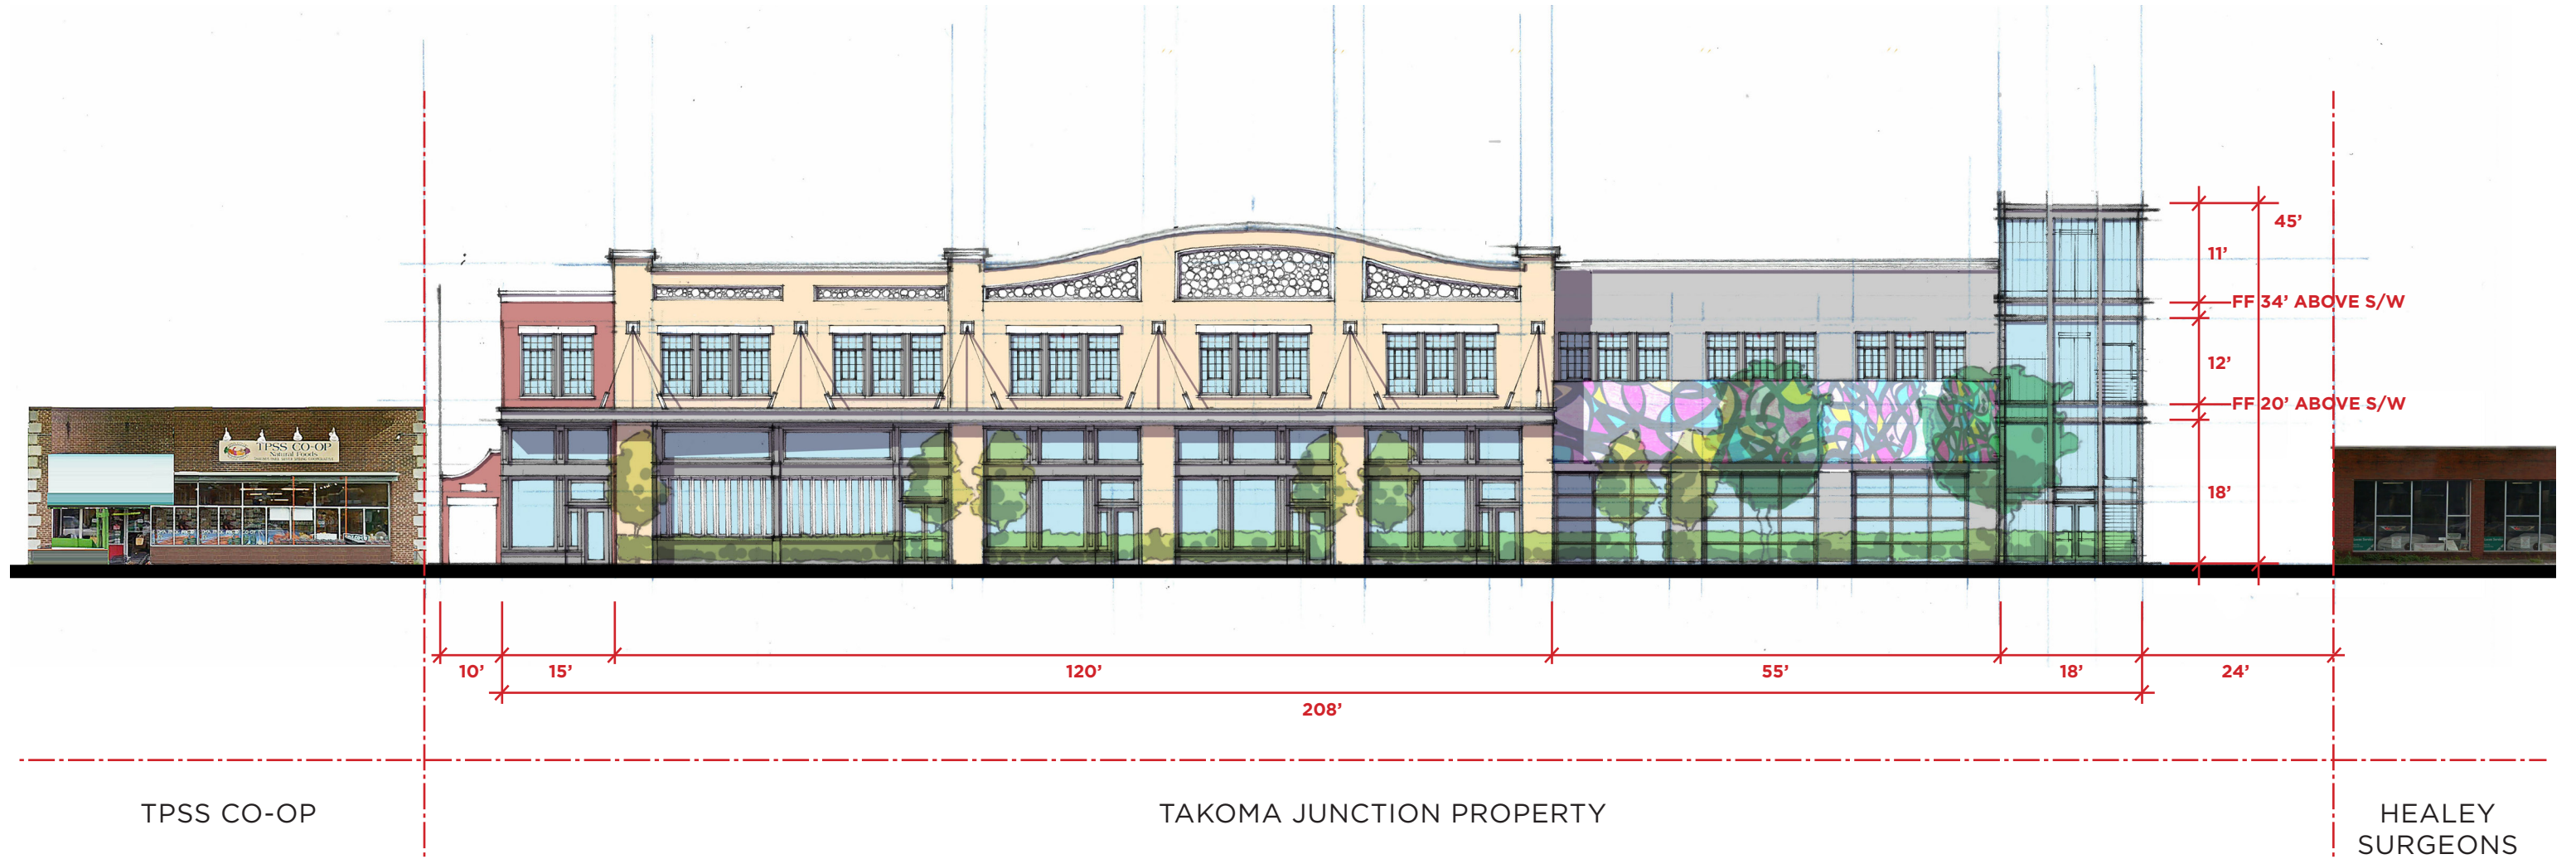 TPSS CO-OP
Natural Foods
45’
11’
FF 34’ ABOVE S/W
12’
FF 20’ ABOVE S/W
18’
10’
15’
120’
55’
18’
24’
208’
TPSS CO-OP
TAKOMA JUNCTION PROPERTY
HEALEY
SURGEONS